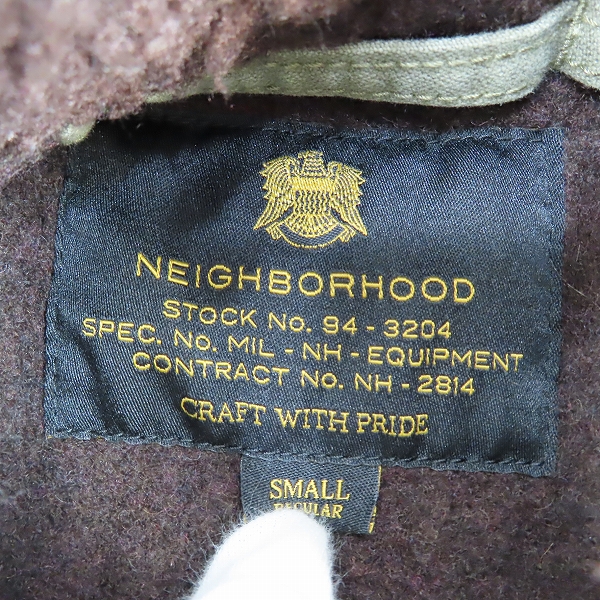 NEIGHBORHOOD
STOCK NO. 94 - 3204
SPEC. NO. MIL - NH - EQUIPMENT
CONTRACT NO. NH - 2814
CRAFT WITH PRIDE
SMALL
REGULAR